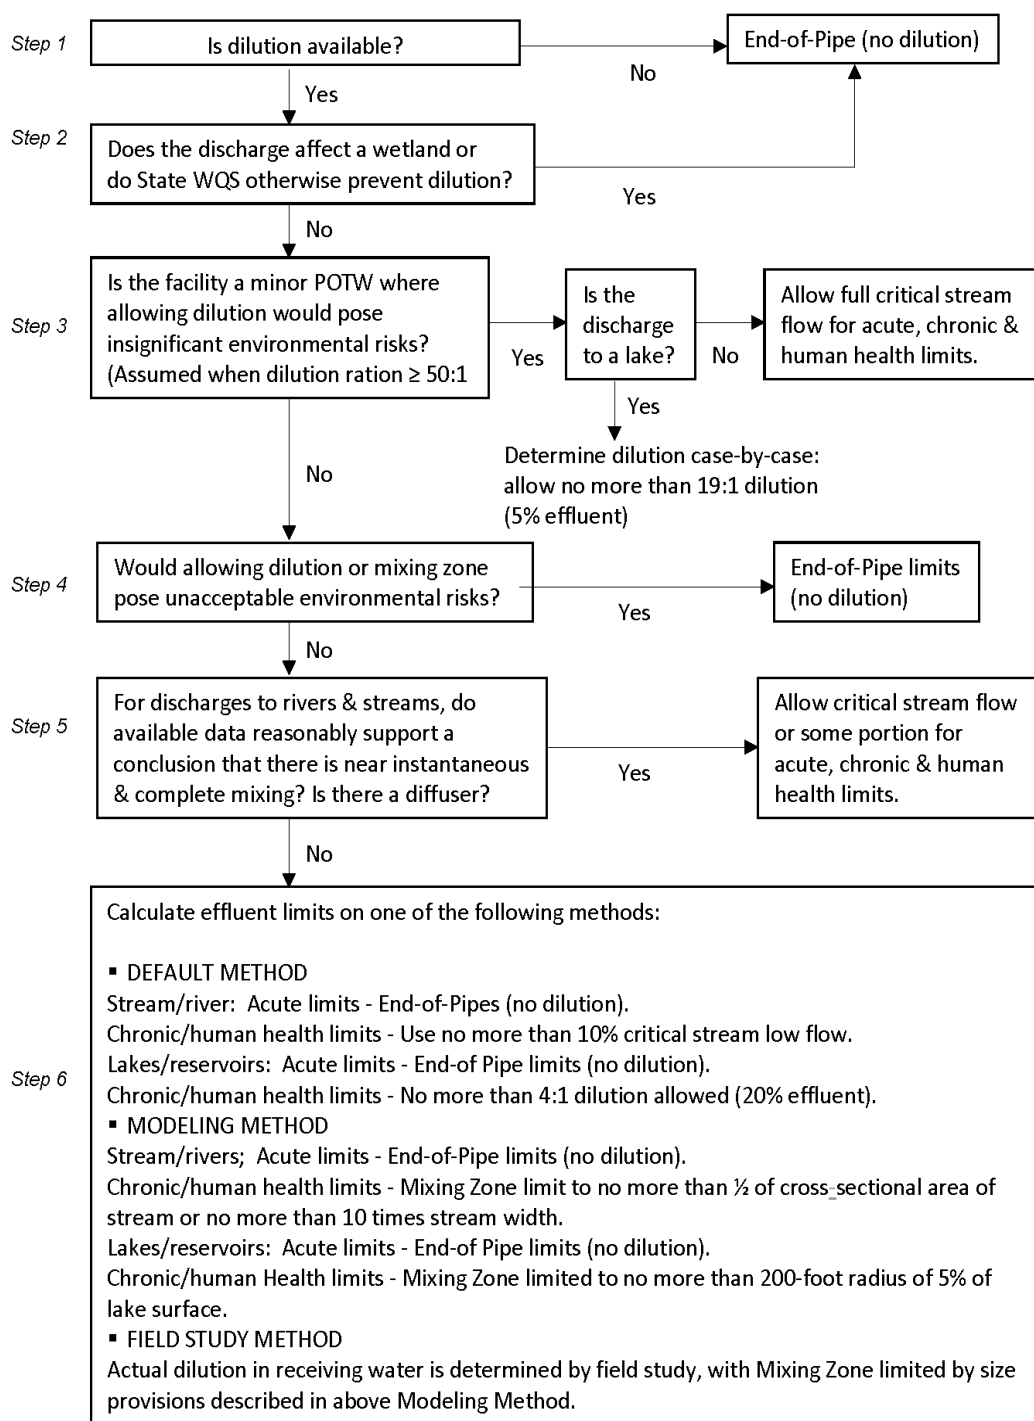 Step 1
Is dilution available?
End-of-Pipe (no dilution)
No
Yes
Step 2
Does the discharge affect a wetland or
do State WQS otherwise prevent dilution?
Yes
No
Step 3
Is the facility a minor POTW where
allowing dilution would pose
insignificant environmental risks?
(Assumed when dilution ration ≥ 50:1
Yes
Is the
discharge
to a lake?
No
Allow full critical stream
flow for acute, chronic &
human health limits.
Yes
Determine dilution case-by-case:
allow no more than 19:1 dilution
(5% effluent)
No
Step 4
Would allowing dilution or mixing zone
pose unacceptable environmental risks?
Yes
End-of-Pipe limits
(no dilution)
No
Step 5
For discharges to rivers & streams, do
available data reasonably support a
conclusion that there is near instantaneous
& complete mixing? Is there a diffuser?
Yes
Allow critical stream flow
or some portion for
acute, chronic & human
health limits.
No
Step 6
Calculate effluent limits on one of the following methods:
▪ DEFAULT METHOD
Stream/river:  Acute limits - End-of-Pipes (no dilution).
Chronic/human health limits - Use no more than 10% critical stream low flow.
Lakes/reservoirs:  Acute limits - End-of Pipe limits (no dilution).
Chronic/human health limits - No more than 4:1 dilution allowed (20% effluent).
▪ MODELING METHOD
Stream/rivers;  Acute limits - End-of-Pipe limits (no dilution).
Chronic/human health limits - Mixing Zone limit to no more than ½ of cross-sectional area of
stream or no more than 10 times stream width.
Lakes/reservoirs:  Acute limits - End-of Pipe limits (no dilution).
Chronic/human Health limits - Mixing Zone limited to no more than 200-foot radius of 5% of
lake surface.
▪ FIELD STUDY METHOD
Actual dilution in receiving water is determined by field study, with Mixing Zone limited by size
provisions described in above Modeling Method.